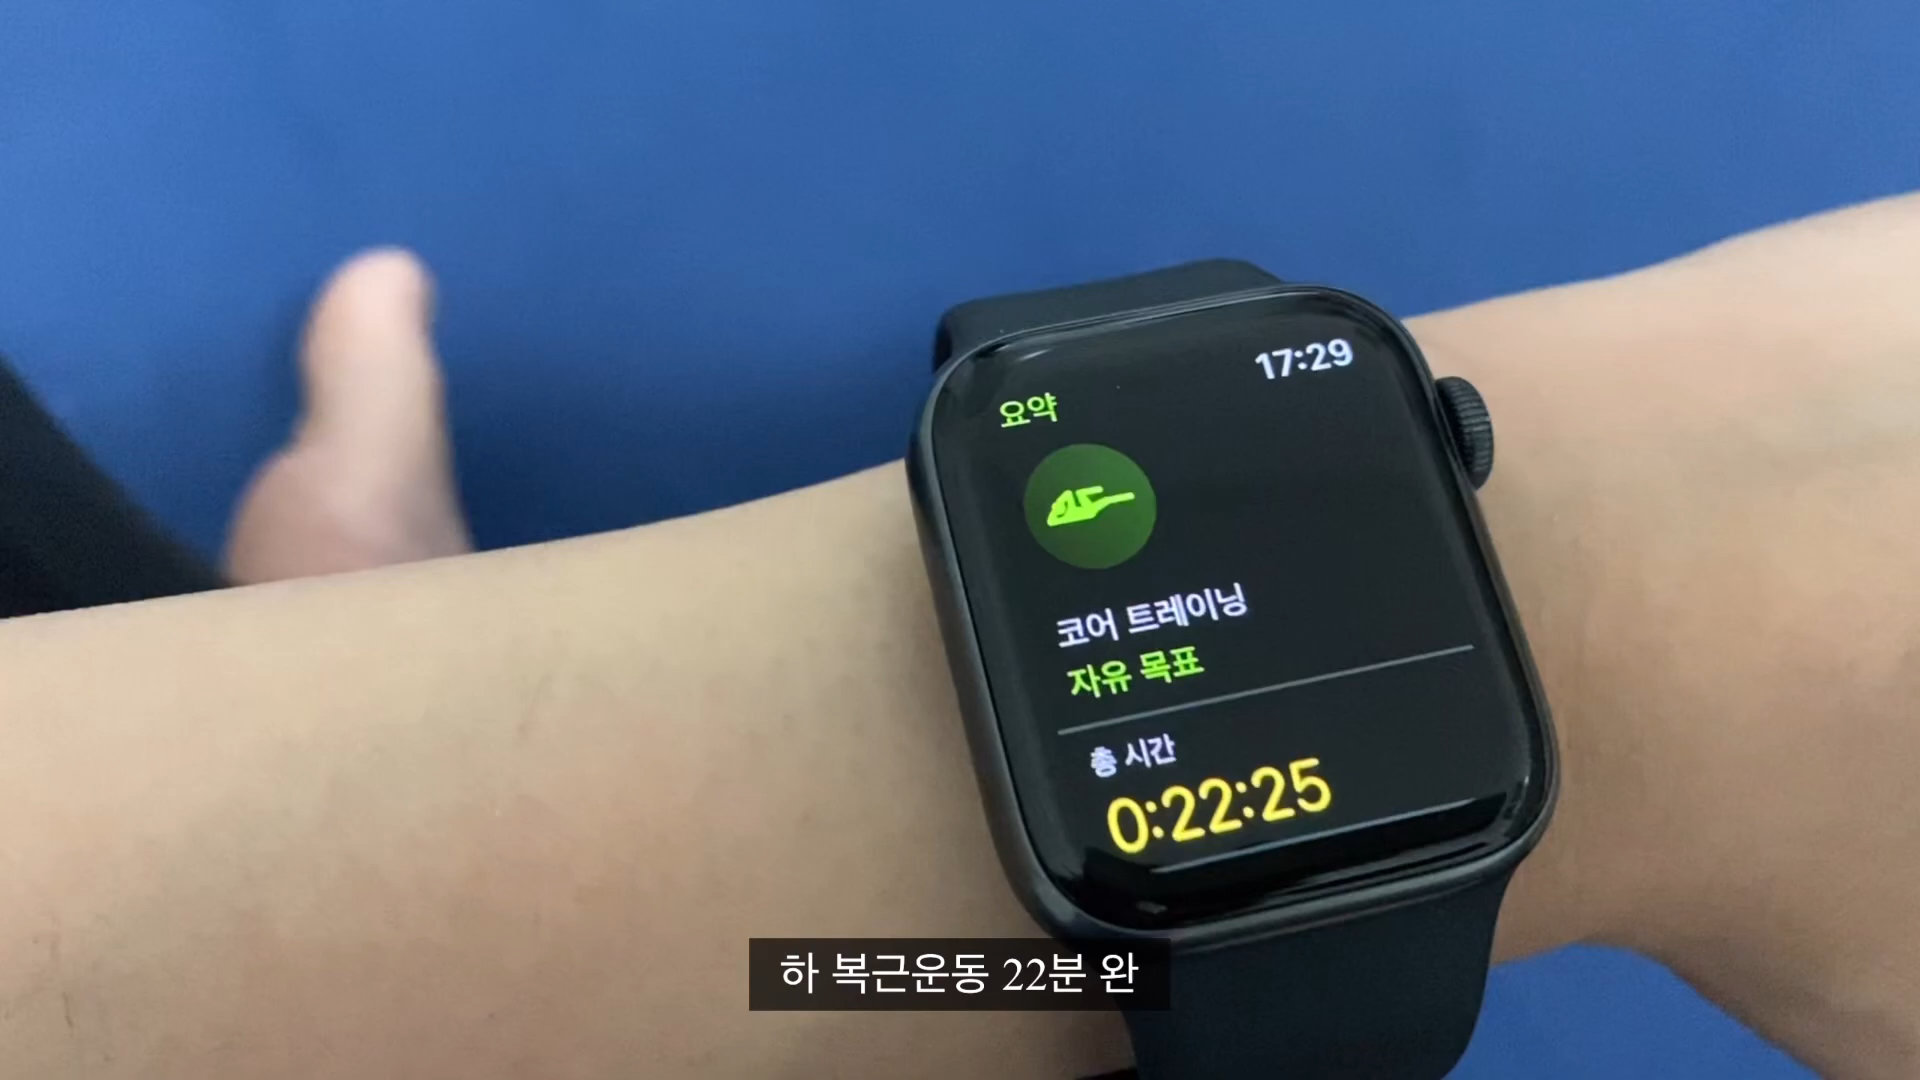 17:29
요약
코어 트레이닝
자유 목표
총 시간
0:22:25
하 복근운동 22분 완